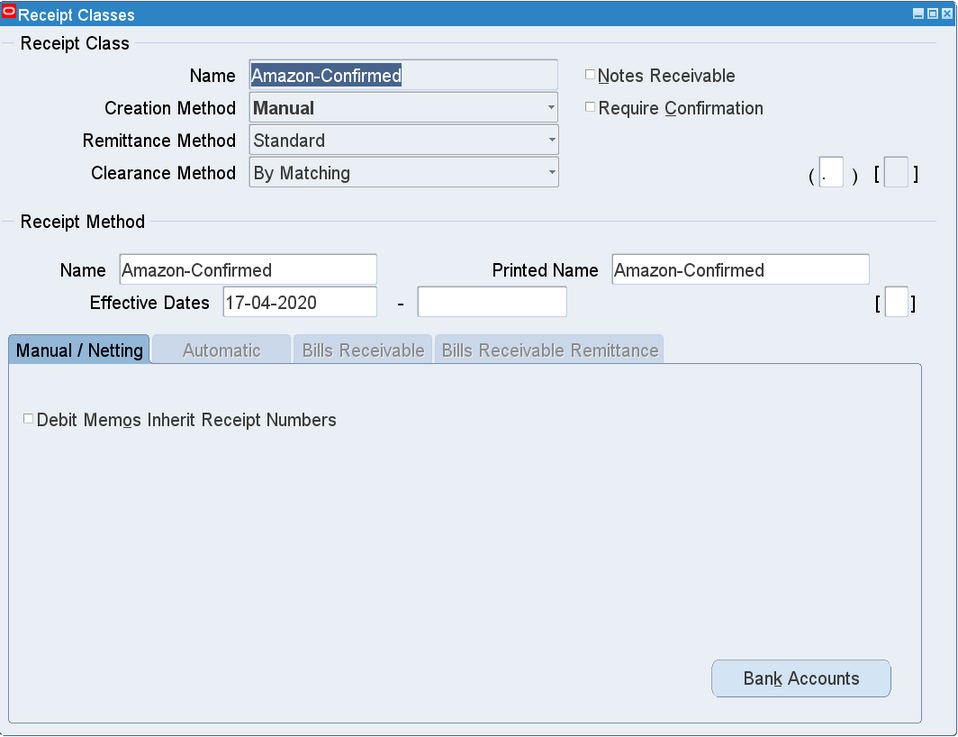 Receipt Classes
Receipt Class
Name Amazon-Confirmed Notes Receivable
Creation Method Manual Require Confirmation
Remittance Method Standard
Clearance Method By Matching ( . ) [ ]
Receipt Method
Name Amazon-Confirmed Printed Name Amazon-Confirmed
Effective Dates 17-04-2020 - [ ]
Manual / Netting Automatic Bills Receivable Bills Receivable Remittance
Debit Memos Inherit Receipt Numbers
Bank Accounts